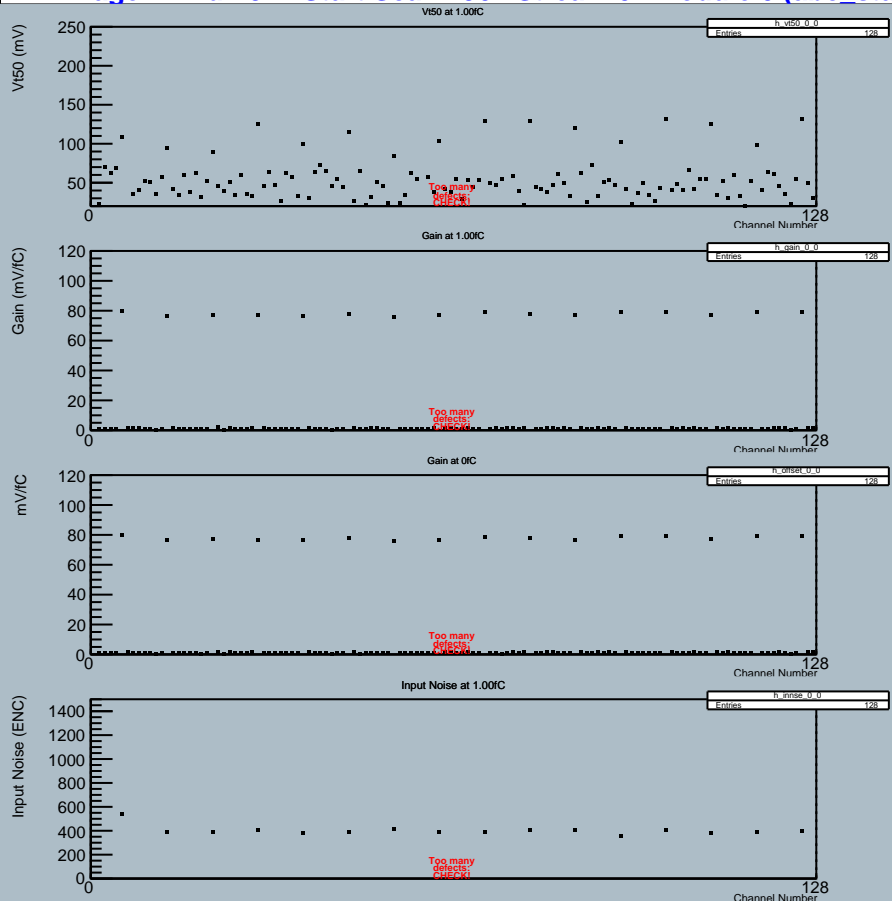 Vt50 at 1.00fC
h_vt50_0_0
Entries 128
Vt50 (mV)
250
200
150
100
50
Too many
defects:
CHECK!
0
128
Channel Number
Gain at 1.00fC
h_gain_0_0
Entries 128
Gain (mV/fC)
120
100
80
60
40
20
0
Too many
defects:
CHECK!
0
128
Channel Number
Gain at 0fC
h_offset_0_0
Entries 128
mV/fC
120
100
80
60
40
20
0
Too many
defects:
CHECK!
0
128
Channel Number
Input Noise at 1.00fC
h_innse_0_0
Entries 128
Input Noise (ENC)
1400
1200
1000
800
600
400
200
0
Too many
defects:
CHECK!
0
128
Channel Number